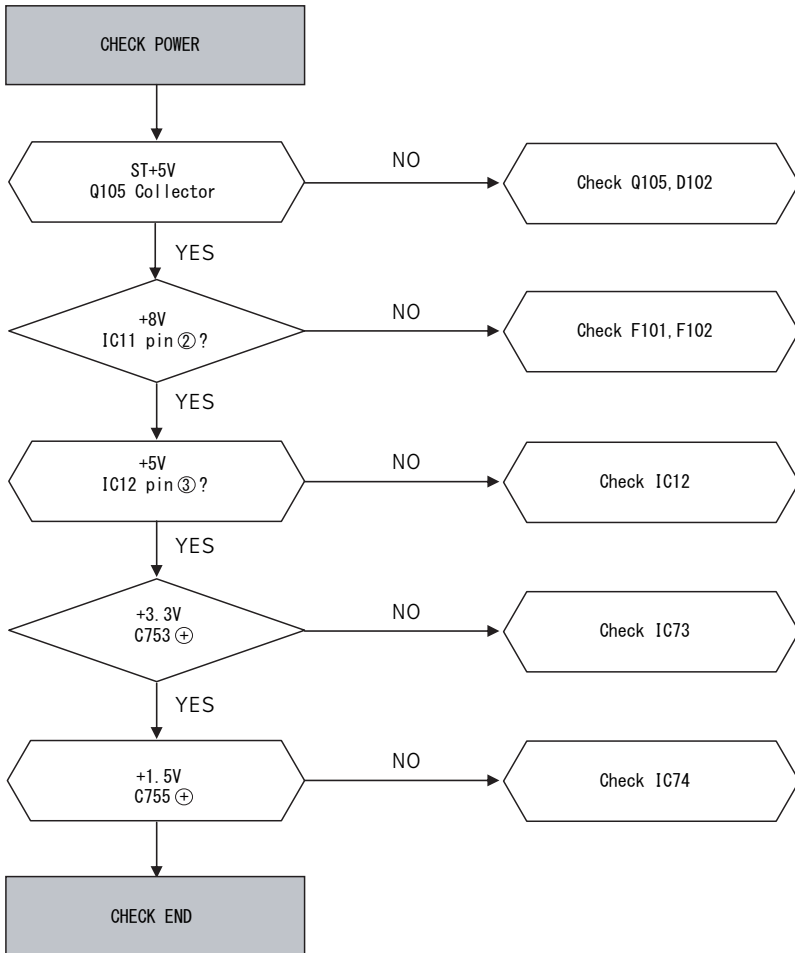 CHECK POWER
ST+5V
Q105 Collector
NO
Check Q105,D102
YES
+8V
IC11 pin②?
NO
Check F101,F102
YES
+5V
IC12 pin③?
NO
Check IC12
YES
+3.3V
C753⊕
NO
Check IC73
YES
+1.5V
C755⊕
NO
Check IC74
CHECK END